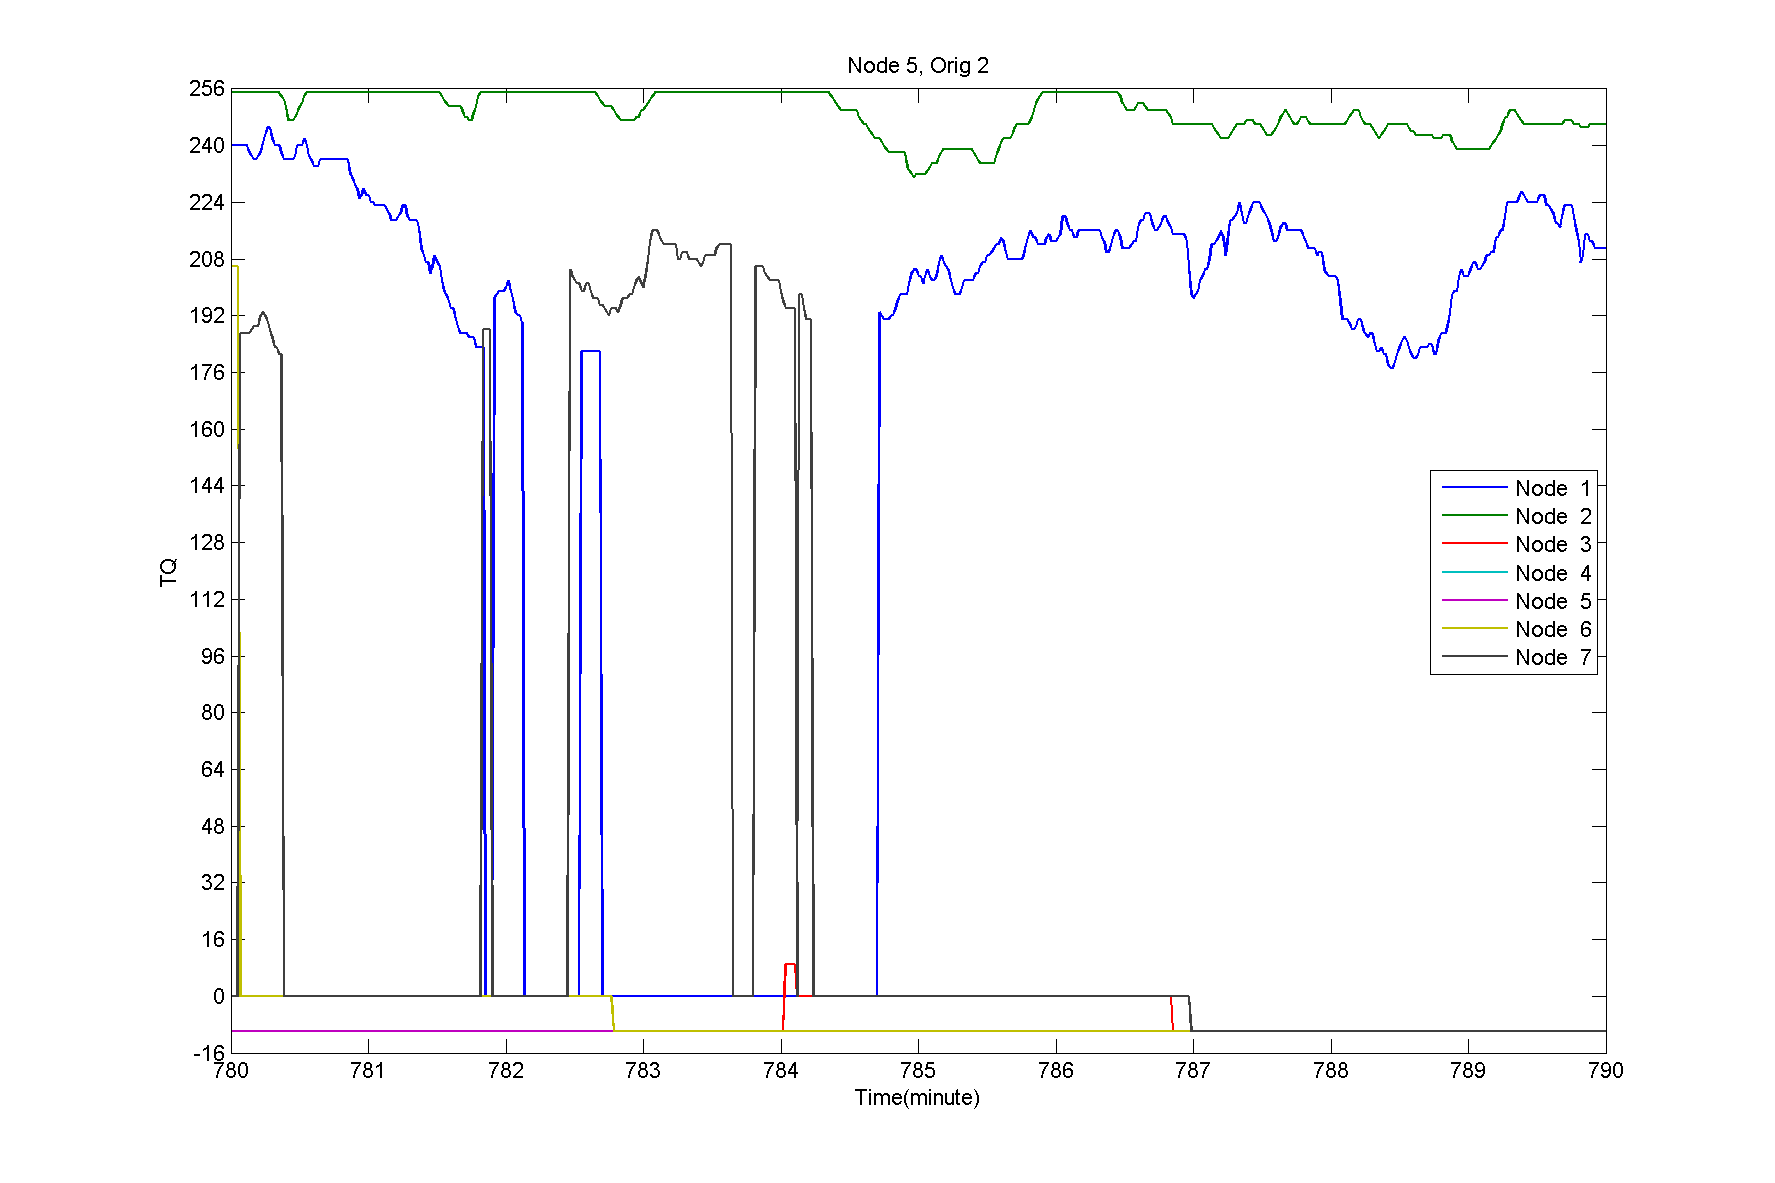 Node 5, Orig 2
256
240
224
208
192
176
160
144
128
112
96
80
64
48
32
16
0
-16
TQ
780 781 782 783 784 785 786 787 788 789 790
Time(minute)
Node 1
Node 2
Node 3
Node 4
Node 5
Node 6
Node 7